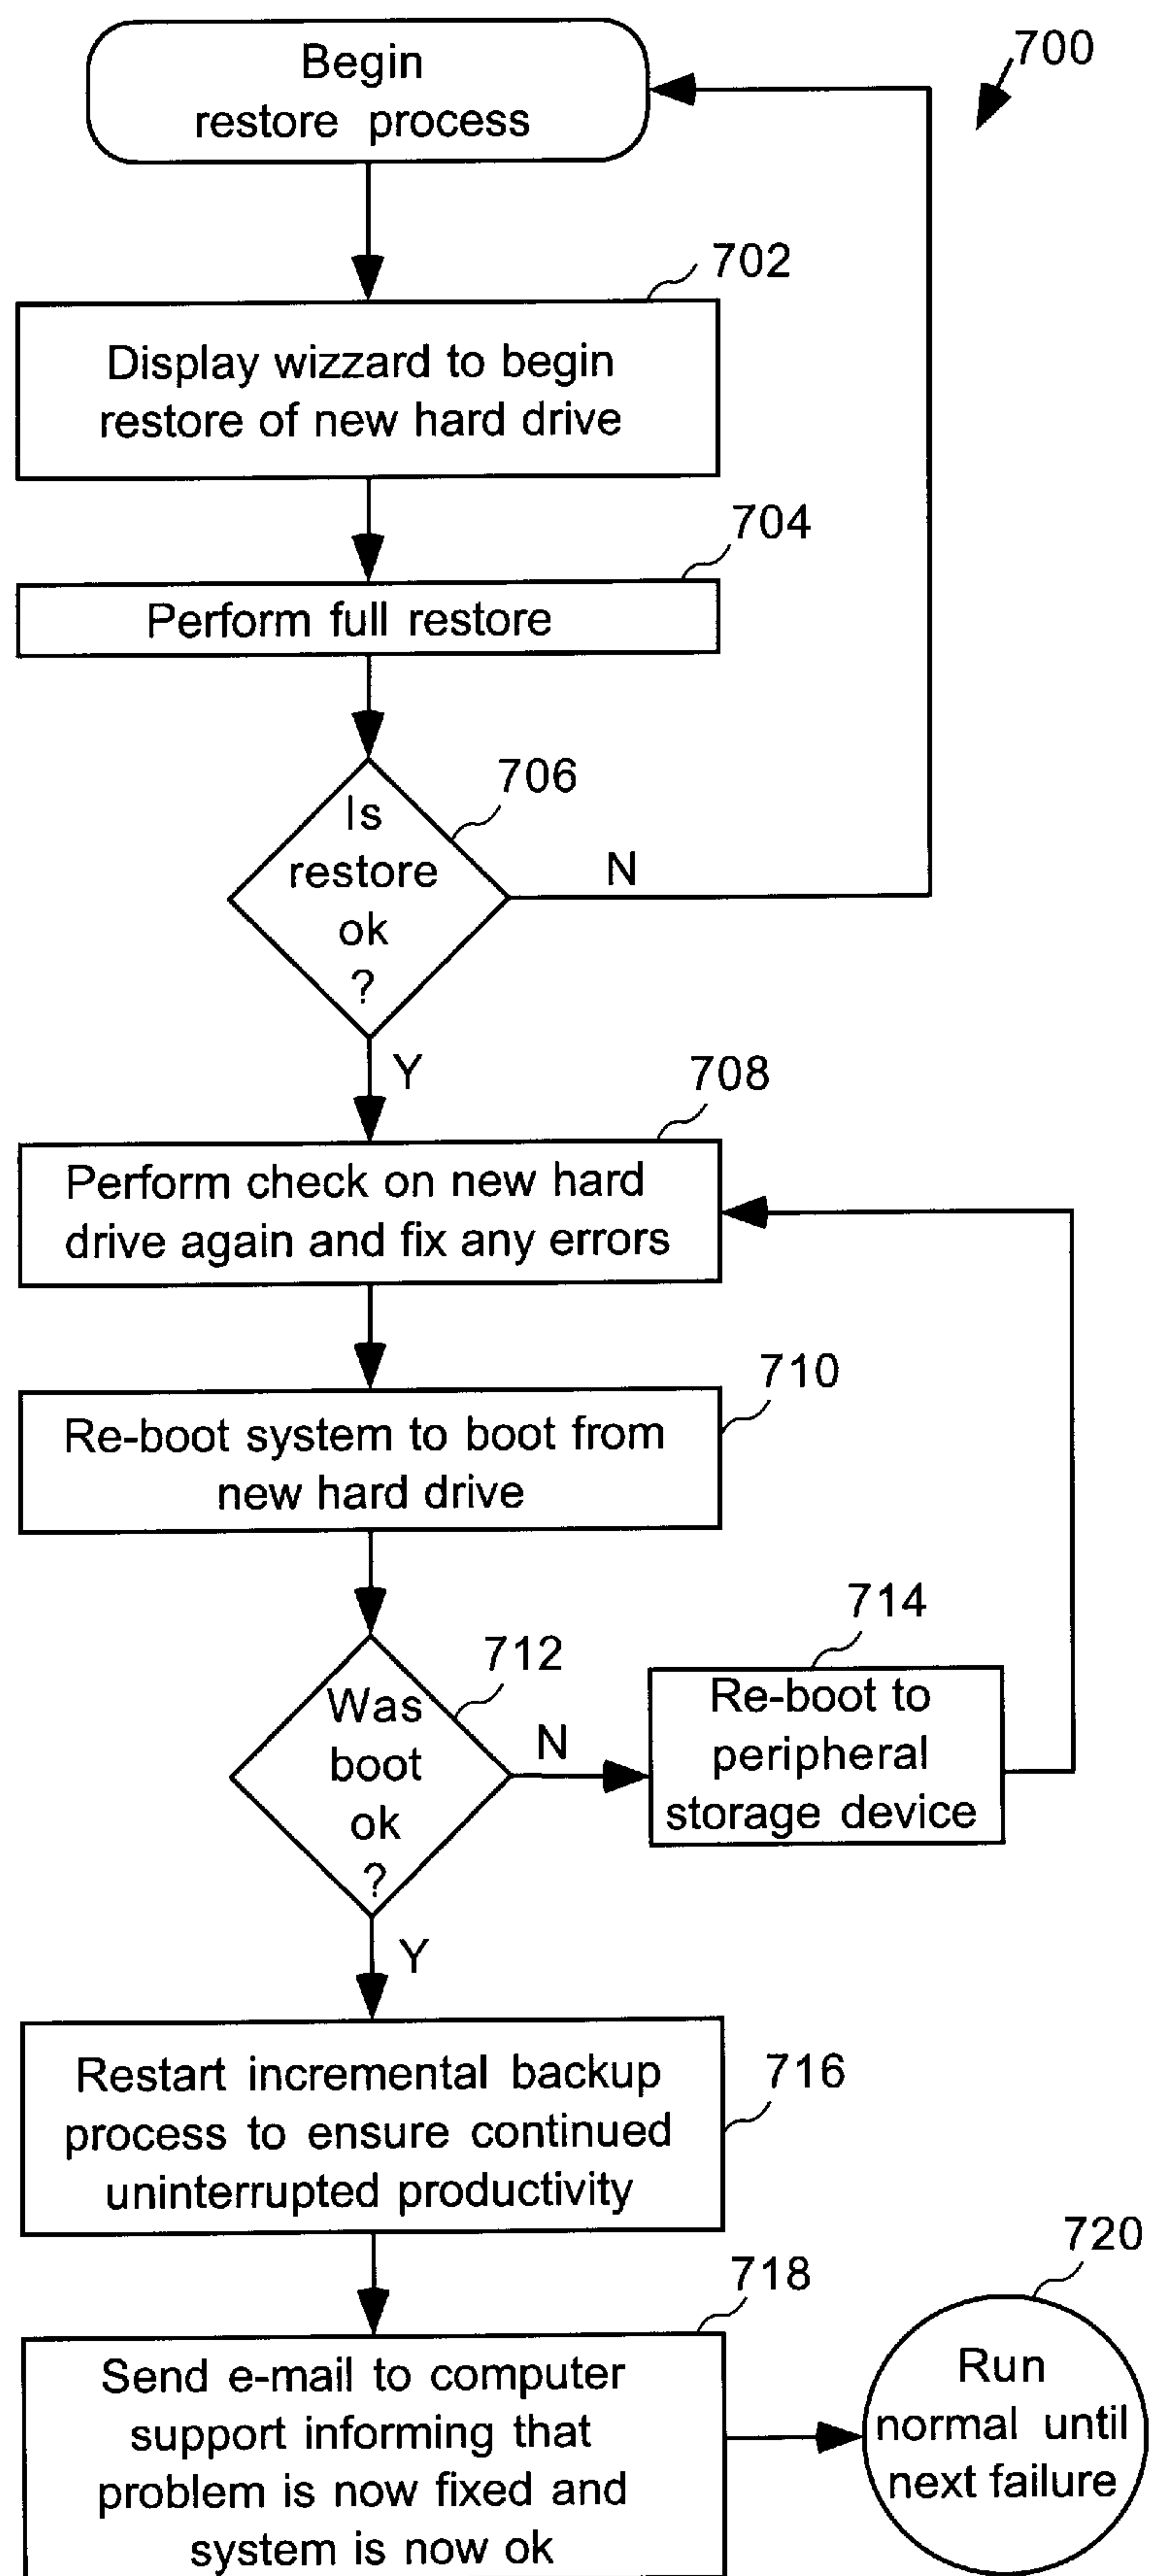 Begin
restore process
700
702
Display wizzard to begin
restore of new hard drive
704
Perform full restore
706
Is
restore
ok
?
N
Y
708
Perform check on new hard
drive again and fix any errors
710
Re-boot system to boot from
new hard drive
712
Was
boot
ok
?
N
714
Re-boot to
peripheral
storage device
Y
716
Restart incremental backup
process to ensure continued
uninterrupted productivity
718
Send e-mail to computer
support informing that
problem is now fixed and
system is now ok
720
Run
normal until
next failure